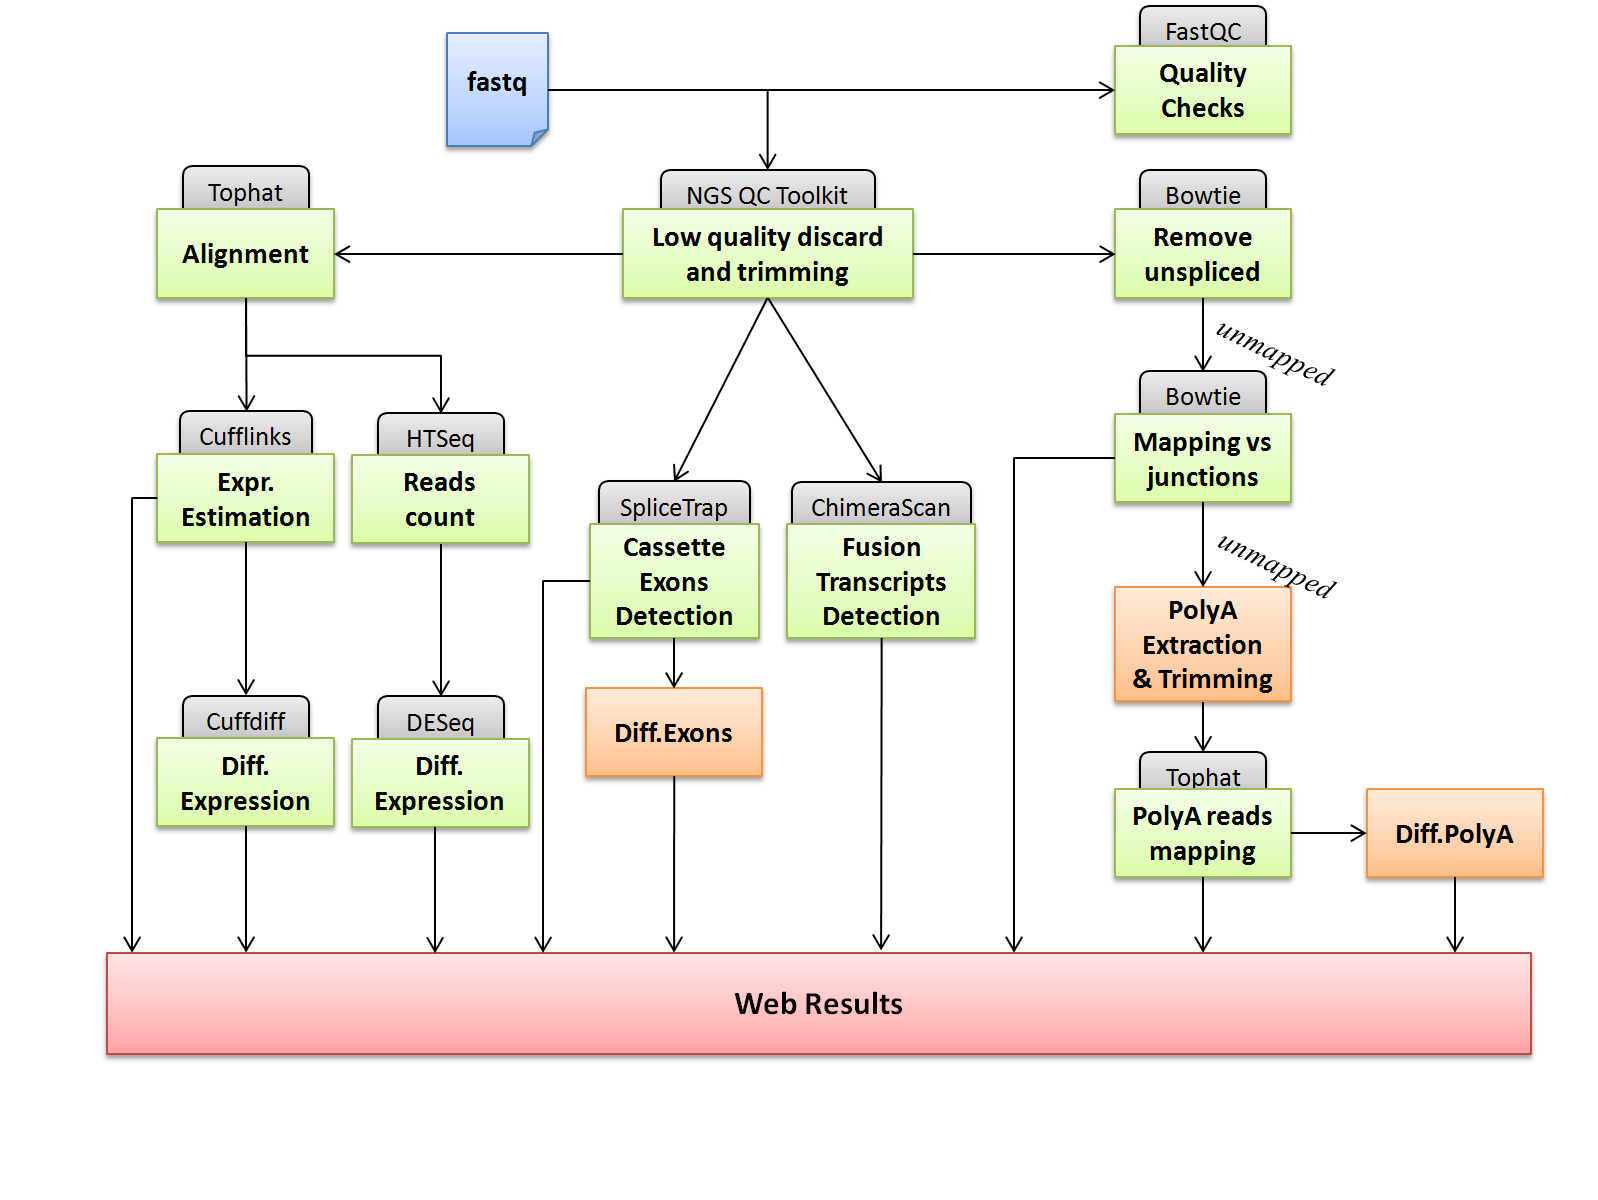 fastq
FastQC
Quality
Checks
Tophat
Alignment
NGS QC Toolkit
Low quality discard
and trimming
Bowtie
Remove
unspliced
unmapped
Cufflinks
Expr.
Estimation
HTSeq
Reads
count
SpliceTrap
Cassette
Exons
Detection
ChimeraScan
Fusion
Transcripts
Detection
Bowtie
Mapping vs
junctions
unmapped
PolyA
Extraction
& Trimming
Cuffdiff
Diff.
Expression
DESeq
Diff.
Expression
Diff.Exons
Tophat
PolyA reads
mapping
Diff.PolyA
Web Results